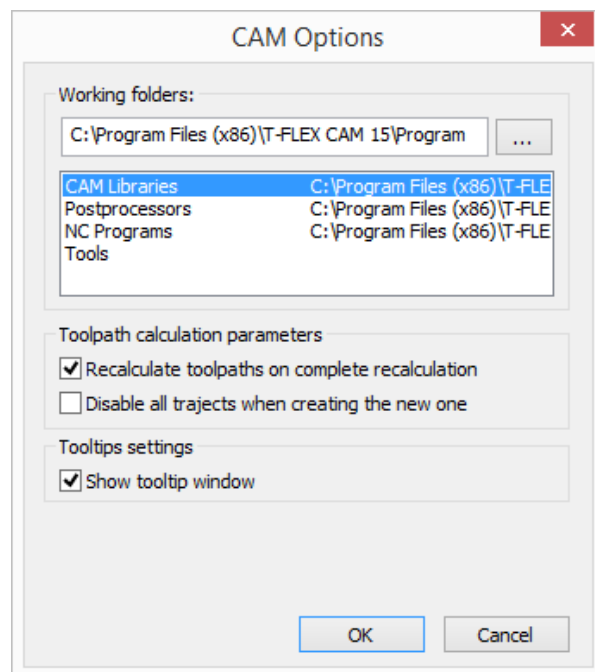 CAM Options
Working folders:
C:\Program Files (x86)\T-FLEX CAM 15\Program
...
CAM Libraries C:\Program Files (x86)\T-FLE
Postprocessors C:\Program Files (x86)\T-FLE
NC Programs C:\Program Files (x86)\T-FLE
Tools
Toolpath calculation parameters
Recalculate toolpaths on complete recalculation
Disable all trajects when creating the new one
Tooltips settings
Show tooltip window
OK Cancel